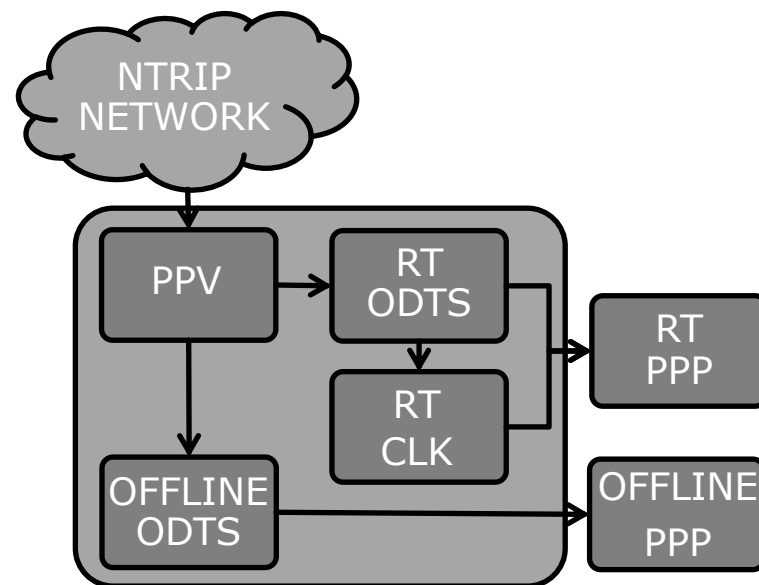 NTRIP
NETWORK
PPV
RT
ODTS
RT
CLK
RT
PPP
OFFLINE
ODTS
OFFLINE
PPP